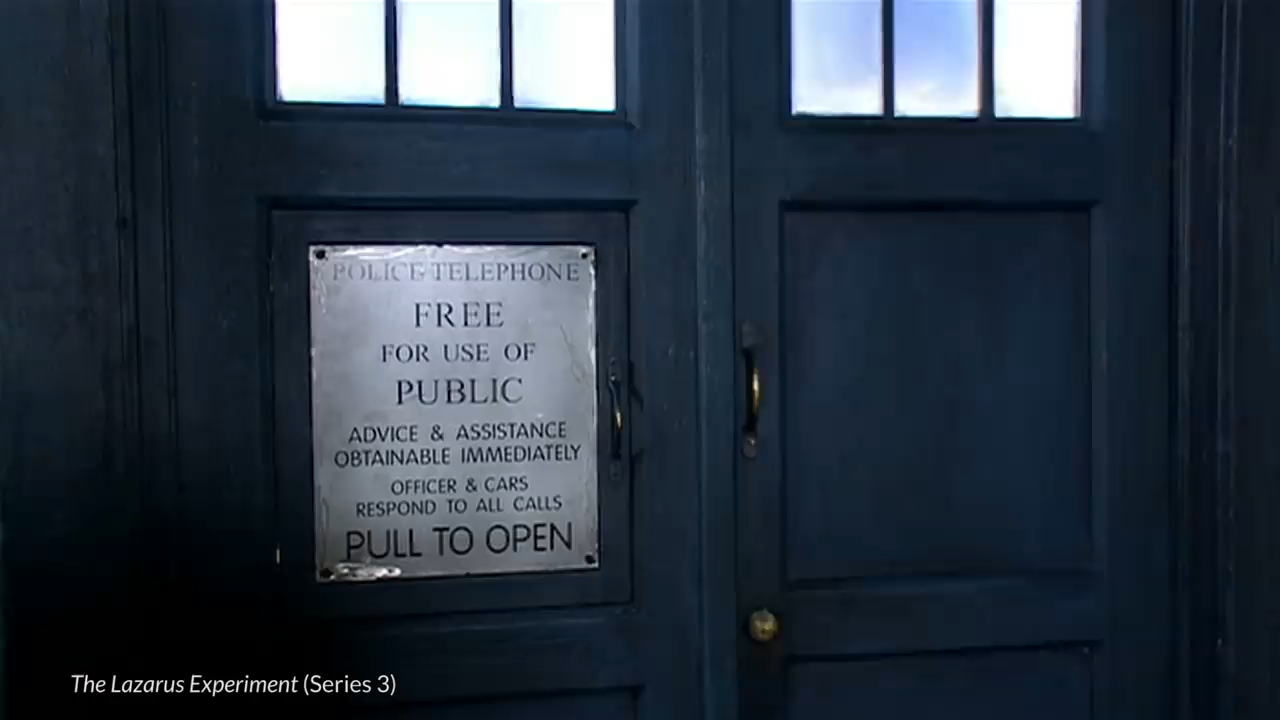 POLICE TELEPHONE
FREE
FOR USE OF
PUBLIC
ADVICE & ASSISTANCE
OBTAINABLE IMMEDIATELY
OFFICER & CARS
RESPOND TO ALL CALLS
PULL TO OPEN
The Lazarus Experiment (Series 3)